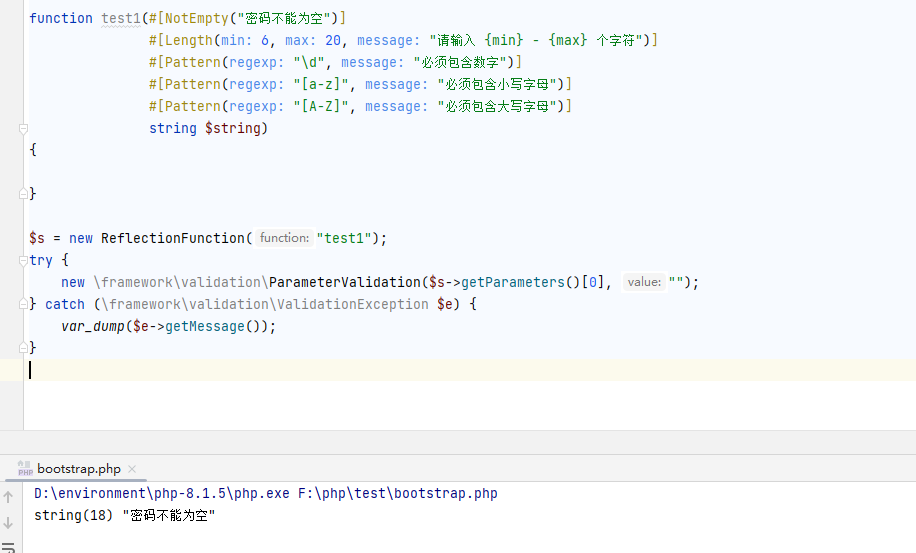 function test1(#[NotEmpty("密码不能为空")]
#[Length(min: 6, max: 20, message: "请输入 {min} - {max} 个字符")]
#[Pattern(regexp: "\d", message: "必须包含数字")]
#[Pattern(regexp: "[a-z]", message: "必须包含小写字母")]
#[Pattern(regexp: "[A-Z]", message: "必须包含大写字母")]
string $string)
{
}
$s = new ReflectionFunction( function: "test1");
try {
new \framework\validation\ParameterValidation($s->getParameters()[0], value: "");
} catch (\framework\validation\ValidationException $e) {
var_dump($e->getMessage());
}
bootstrap.php
D:\environment\php-8.1.5\php.exe F:\php\test\bootstrap.php
string(18) "密码不能为空"